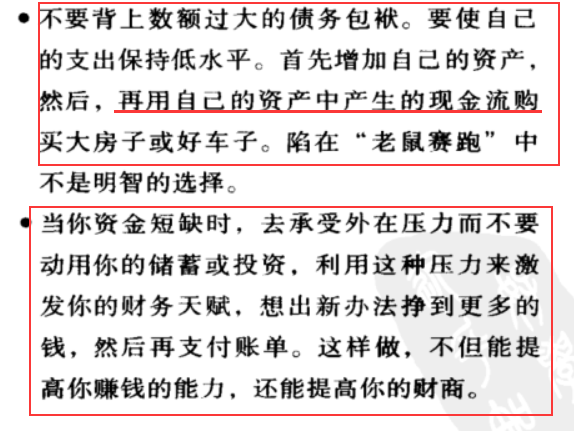 ● 不要背上数额过大的债务包袱。要使自己
的支出保持低水平。首先增加自己的资产，
然后，再用自己的资产中产生的现金流购
买大房子或好车子。陷在“老鼠赛跑”中
不是明智的选择。
● 当你资金短缺时，去承受外在压力而不要
动用你的储蓄或投资，利用这种压力来激
发你的财务天赋，想出新办法挣到更多的
钱，然后再支付账单。这样做，不但能提
高你赚钱的能力，还能提高你的财商。